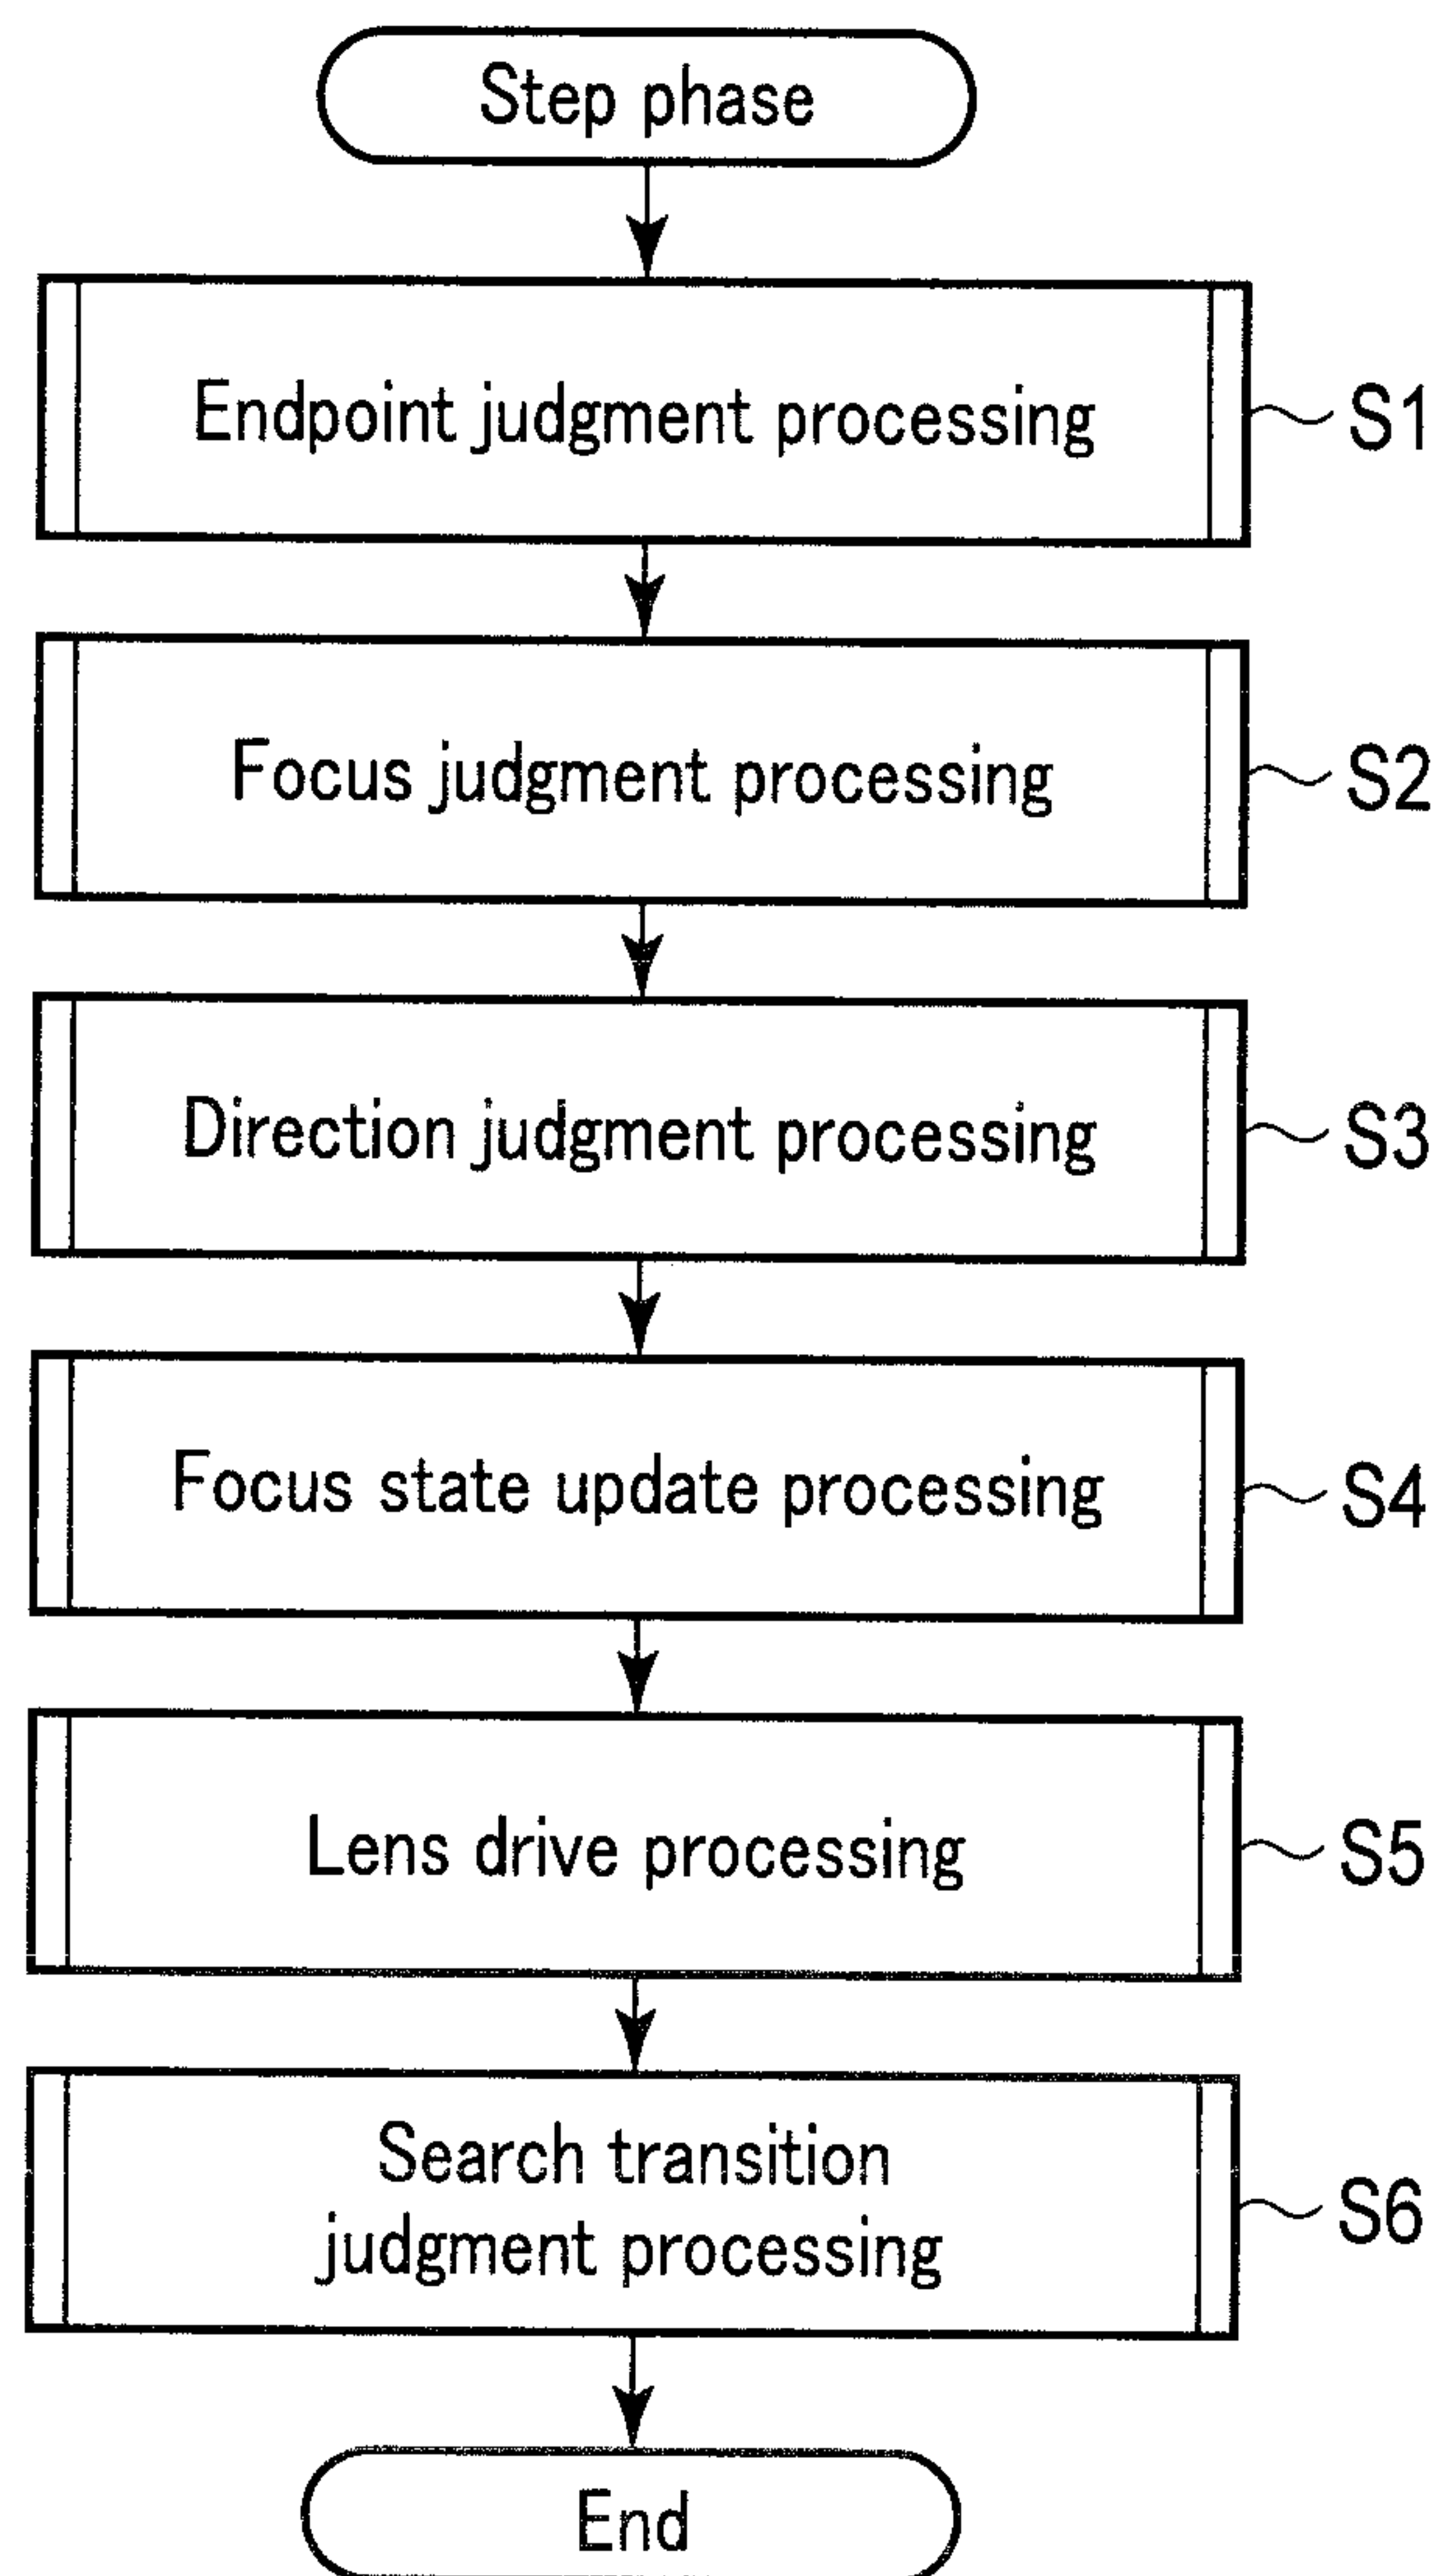 Step phase
Endpoint judgment processing
S1
Focus judgment processing
S2
Direction judgment processing
S3
Focus state update processing
S4
Lens drive processing
S5
Search transition
judgment processing
S6
End